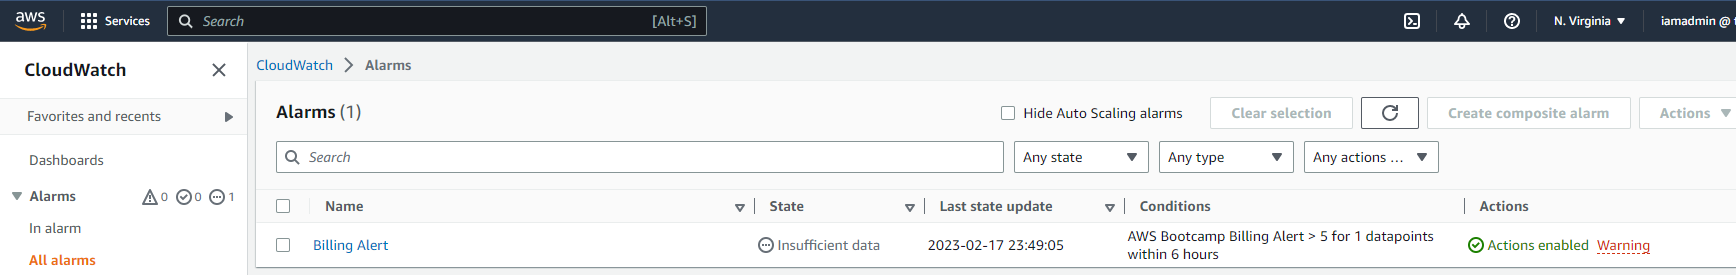 aws Services Search [Alt+S] N. Virginia iamadmin @
CloudWatch
Favorites and recents
Dashboards
Alarms 0 0 1
In alarm
All alarms
CloudWatch Alarms
Alarms (1) Hide Auto Scaling alarms Clear selection Create composite alarm Actions
Search Any state Any type Any actions ...
Name State Last state update Conditions Actions
Billing Alert Insufficient data 2023-02-17 23:49:05 AWS Bootcamp Billing Alert > 5 for 1 datapoints
within 6 hours
Actions enabled Warning